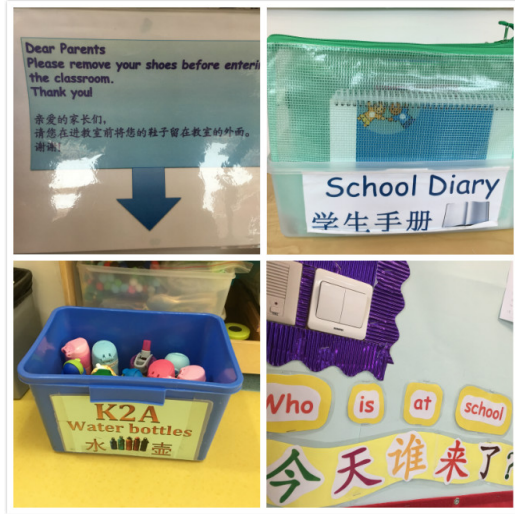 Dear Parents
Please remove your shoes before enterin
the classroom.
Thank you!
亲爱的家长们，
请您在进教室前将您的鞋子留在教室的外面。
谢谢!
School Diary
学生手册
K2A
Water bottles
水壶
Who is at school
今天谁来了?